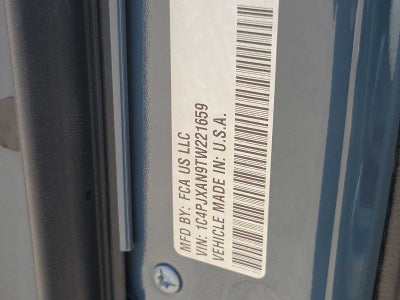 MFD BY: FCA US LLC
VIN: 1C4PJXAN9TW221659
VEHICLE MADE IN: U.S.A.